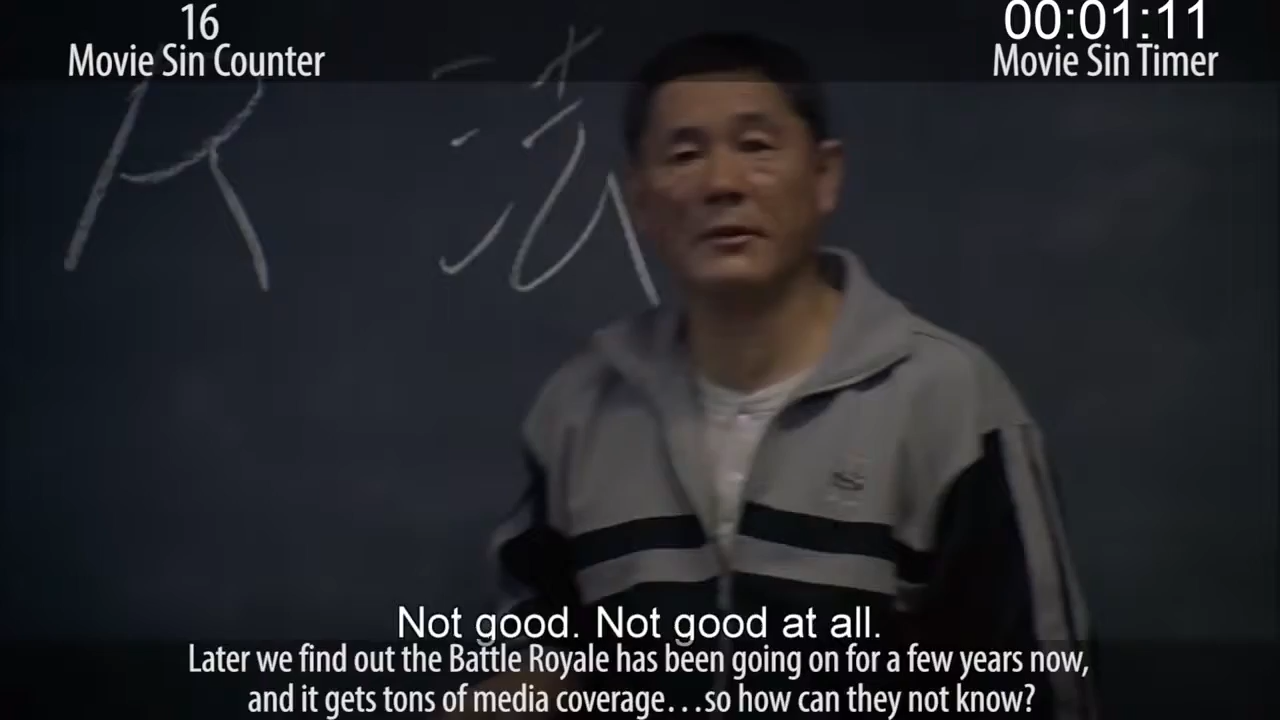 16
Movie Sin Counter
00:01:11
Movie Sin Timer
R 法
Not good. Not good at all.
Later we find out the Battle Royale has been going on for a few years now,
and it gets tons of media coverage…so how can they not know?